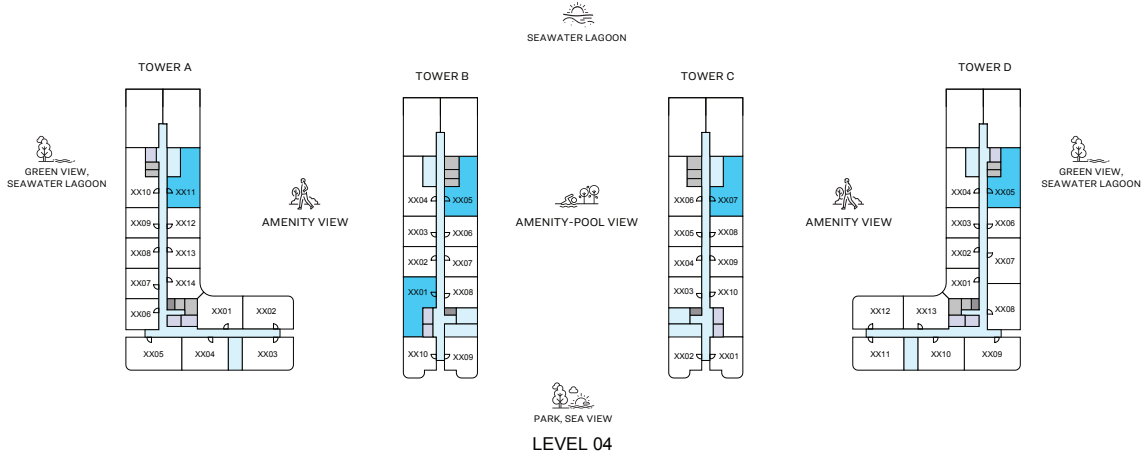 SEAWATER LAGOON
TOWER A
TOWER B
TOWER C
TOWER D
GREEN VIEW,
SEAWATER LAGOON
AMENITY VIEW
AMENITY-POOL VIEW
AMENITY VIEW
GREEN VIEW,
SEAWATER LAGOON
XX10 XX11
XX09 XX12
XX08 XX13
XX07 XX14
XX06 XX01 XX02
XX05 XX04 XX03
XX04 XX05
XX03 XX06
XX02 XX07
XX01 XX08
XX10 XX09
XX06 XX07
XX05 XX08
XX04 XX09
XX03 XX10
XX02 XX01
XX04 XX05
XX03 XX06
XX02 XX07
XX01
XX12 XX13 XX08
XX11 XX10 XX09
PARK, SEA VIEW
LEVEL 04